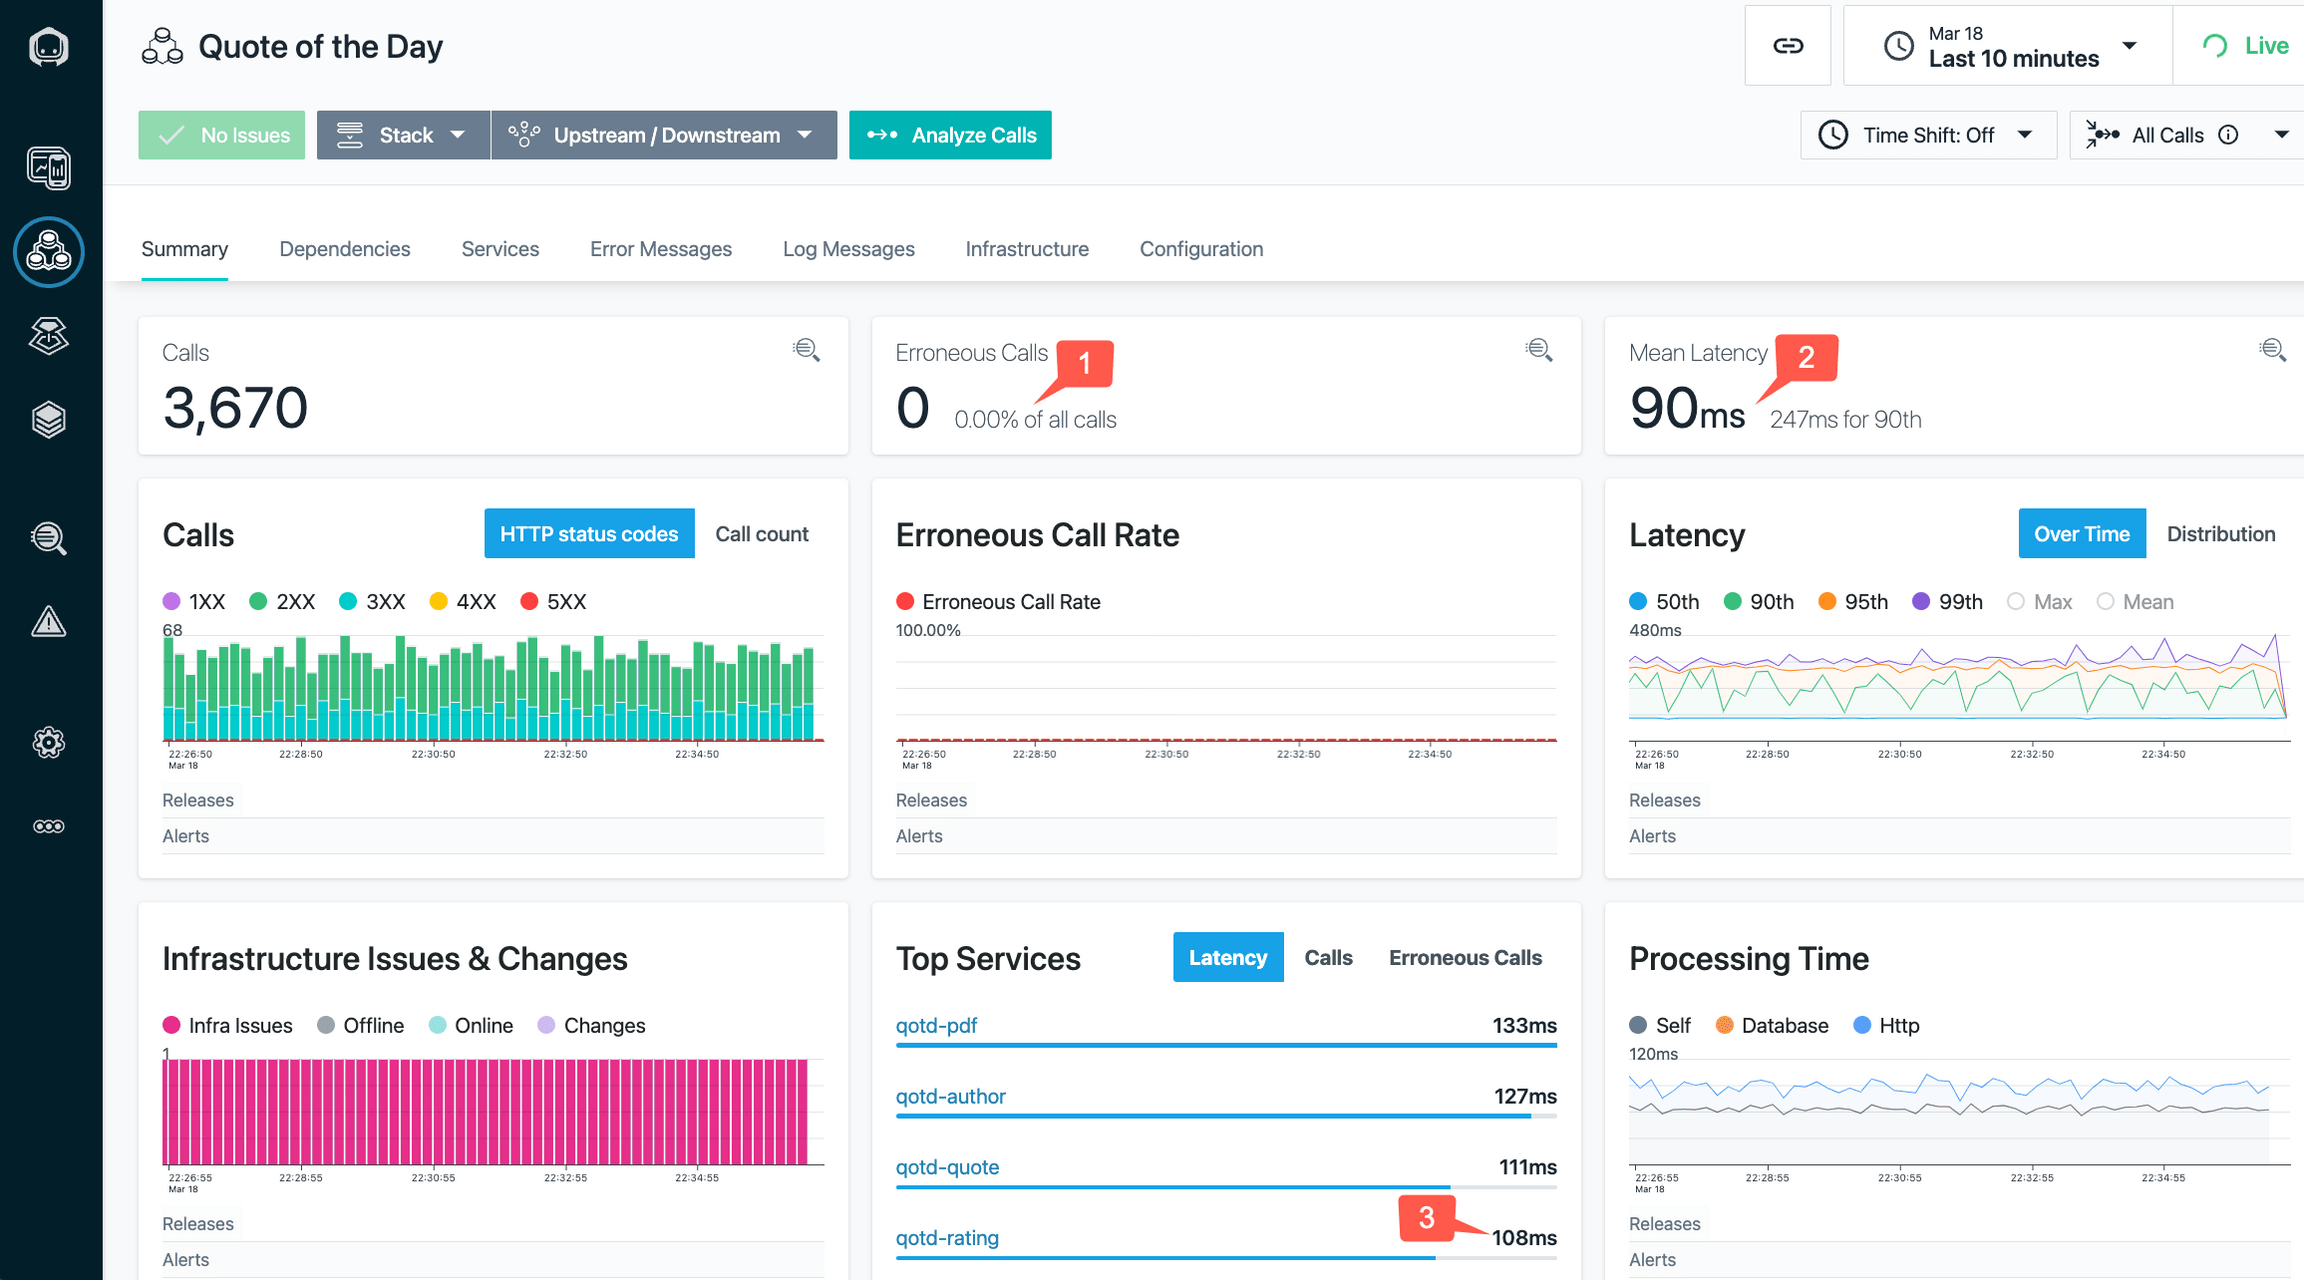 Quote of the Day
Mar 18
Last 10 minutes
Live
No Issues
Stack
Upstream / Downstream
Analyze Calls
Time Shift: Off
All Calls
Summary
Dependencies
Services
Error Messages
Log Messages
Infrastructure
Configuration
Calls
3,670
Erroneous Calls
1
0
0.00% of all calls
Mean Latency
2
90ms
247ms for 90th
Calls
HTTP status codes
Call count
1XX
2XX
3XX
4XX
5XX
68
22:26:50
22:28:50
22:30:50
22:32:50
22:34:50
Mar 18
Releases
Alerts
Erroneous Call Rate
Erroneous Call Rate
100.00%
22:26:50
22:28:50
22:30:50
22:32:50
22:34:50
Mar 18
Releases
Alerts
Latency
Over Time
Distribution
50th
90th
95th
99th
Max
Mean
480ms
22:26:50
22:28:50
22:30:50
22:32:50
22:34:50
Mar 18
Releases
Alerts
Infrastructure Issues & Changes
Infra Issues
Offline
Online
Changes
1
22:26:55
22:28:55
22:30:55
22:32:55
22:34:55
Mar 18
Releases
Alerts
Top Services
Latency
Calls
Erroneous Calls
qotd-pdf
133ms
qotd-author
127ms
qotd-quote
111ms
3
qotd-rating
108ms
Processing Time
Self
Database
Http
120ms
22:26:55
22:28:55
22:30:55
22:32:55
22:34:55
Mar 18
Releases
Alerts